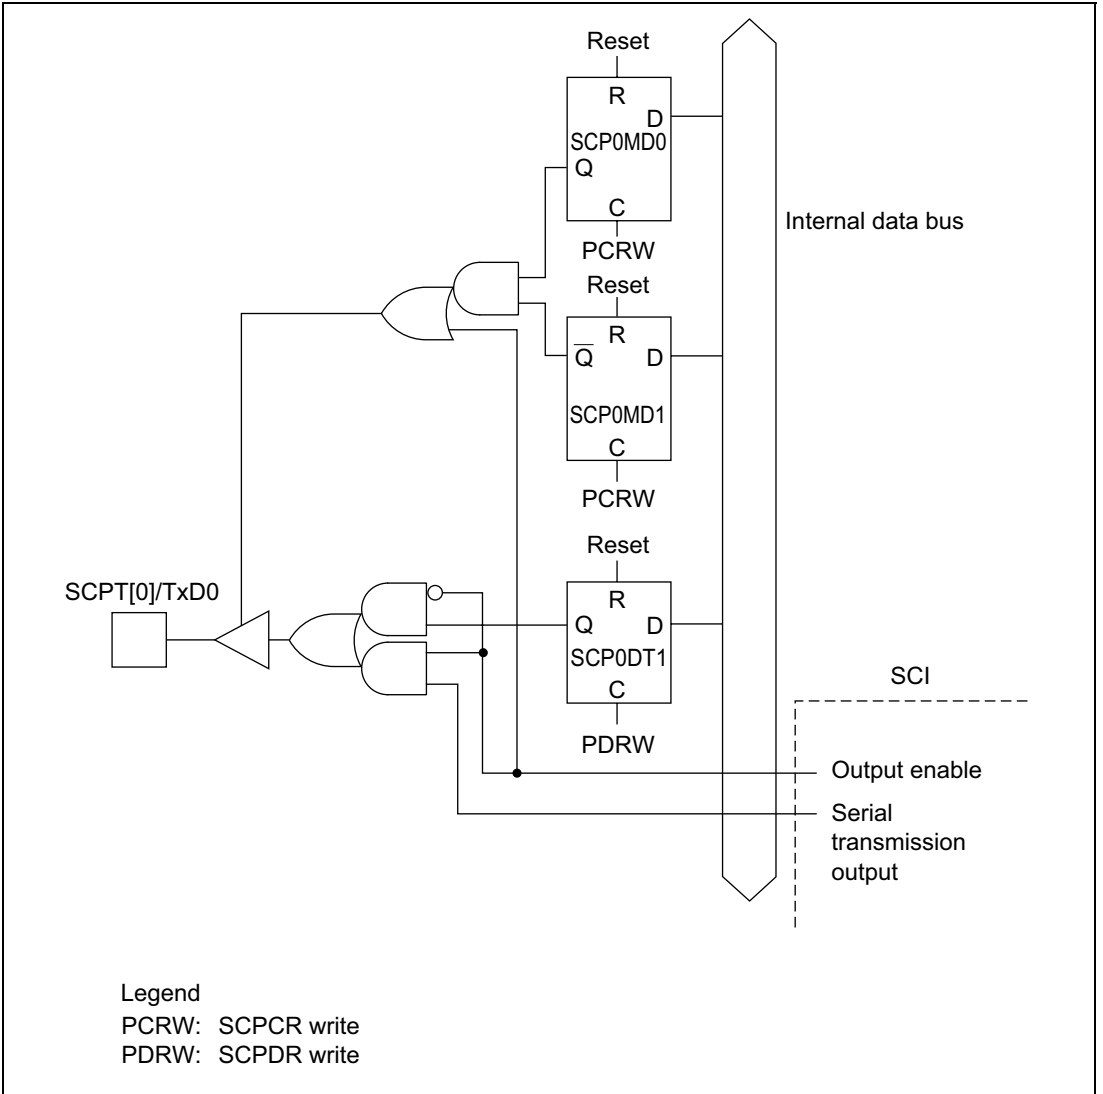 Reset
R
D
SCP0MD0
Q
C
PCRW
Internal data bus
Reset
R
Q̅
D
SCP0MD1
C
PCRW
Reset
SCPT[0]/TxD0
R
Q
D
SCP0DT1
C
PDRW
SCI
Output enable
Serial
transmission
output
Legend
PCRW: SCPCR write
PDRW: SCPDR write